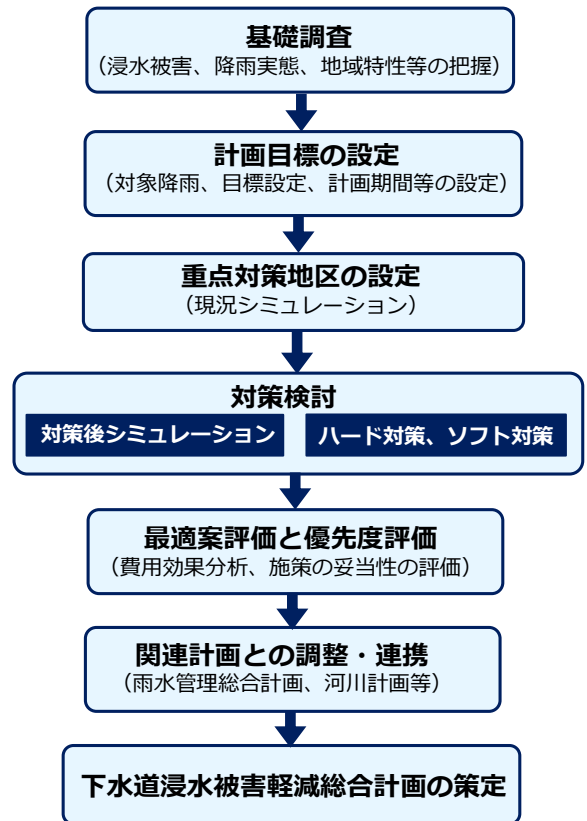 基礎調査
（浸水被害、降雨実態、地域特性等の把握）
計画目標の設定
（対象降雨、目標設定、計画期間等の設定）
重点対策地区の設定
（現況シミュレーション）
対策検討
対策後シミュレーション
ハード対策、ソフト対策
最適案評価と優先度評価
（費用効果分析、施策の妥当性の評価）
関連計画との調整・連携
（雨水管理総合計画、河川計画等）
下水道浸水被害軽減総合計画の策定